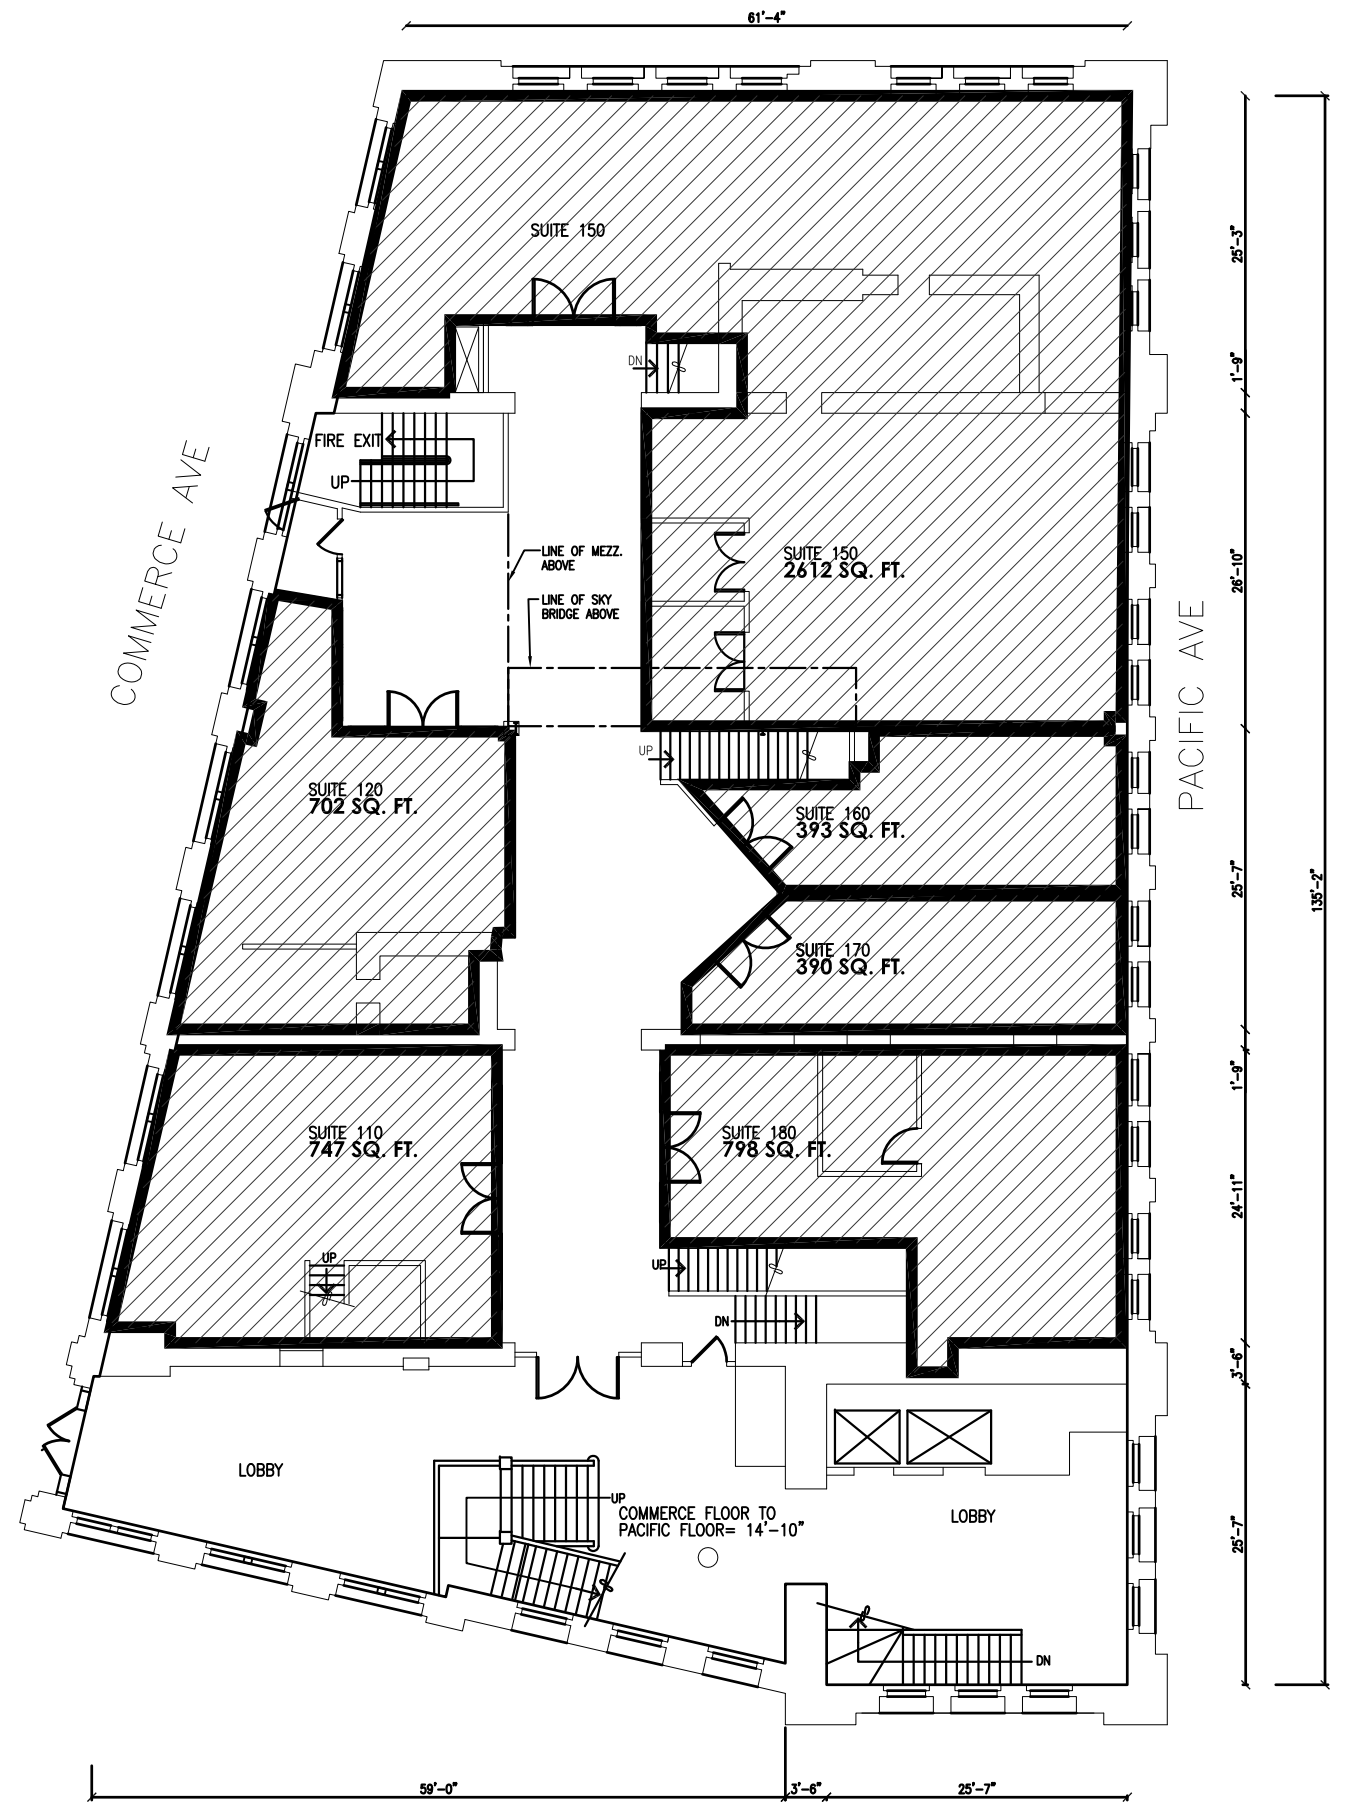 61'-4"
SUITE 150
25'-3"
DN
1'-9"
FIRE EXIT
UP
COMMERCE AVE
LINE OF MEZZ.
ABOVE
LINE OF SKY
BRIDGE ABOVE
SUITE 150
2612 SQ. FT.
26'-10"
PACIFIC AVE
UP
SUITE 120
702 SQ. FT.
SUITE 160
393 SQ. FT.
25'-7"
135'-2"
SUITE 170
390 SQ. FT.
1'-9"
SUITE 110
747 SQ. FT.
SUITE 180
798 SQ. FT.
24'-11"
UP
UP
DN
3'-6"
LOBBY
UP
COMMERCE FLOOR TO
PACIFIC FLOOR= 14'-10"
LOBBY
25'-7"
DN
59'-0"
3'-6"
25'-7"